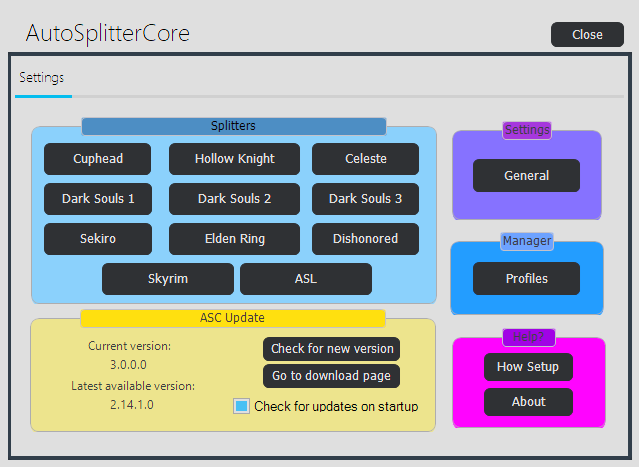 AutoSplitterCore
Close
Settings
Splitters
Cuphead
Hollow Knight
Celeste
Dark Souls 1
Dark Souls 2
Dark Souls 3
Sekiro
Elden Ring
Dishonored
Skyrim
ASL
Settings
General
Manager
Profiles
ASC Update
Current version:
3.0.0.0
Latest available version:
2.14.1.0
Check for new version
Go to download page
Check for updates on startup
Help?
How Setup
About